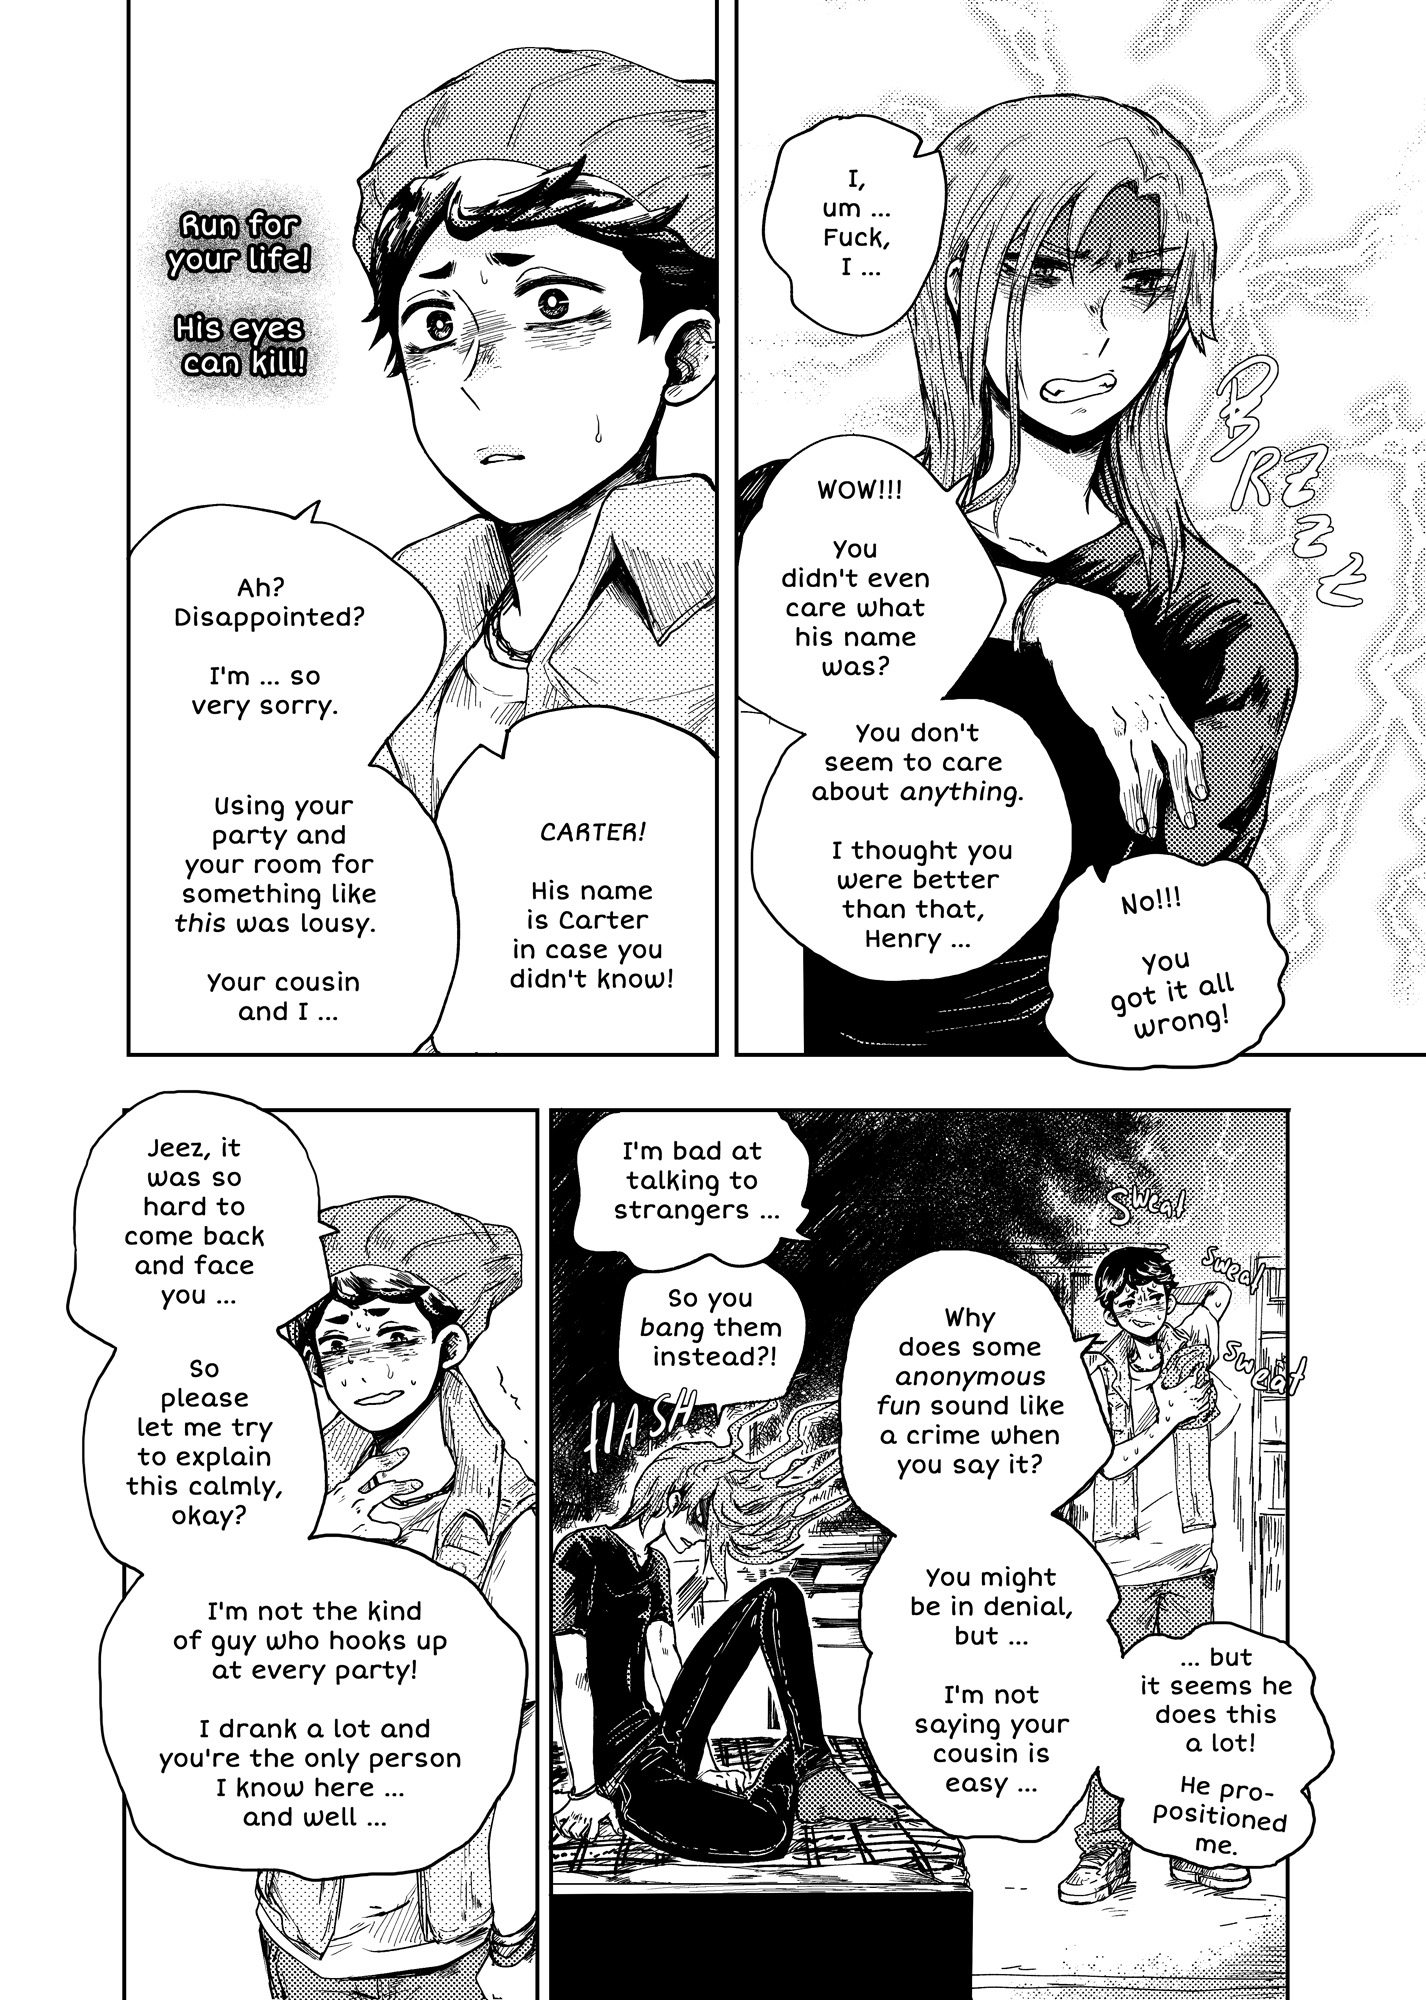 Run for
your life!
His eyes
can kill!
Ah?
Disappointed?
I'm ... so
very sorry.
Using your
party and
your room for
something like
this was lousy.
Your cousin
and I ...
CARTER!
His name
is Carter
in case you
didn't know!
I,
um ...
Fuck,
I ...
WOW!!!
You
didn't even
care what
his name
was?
You don't
seem to care
about anything.
I thought you
were better
than that,
Henry ...
BRZZZt
No!!!
you
got it all
wrong!
Jeez, it
was so
hard to
come back
and face
you ...
So
please
let me try
to explain
this calmly,
okay?
I'm not the kind
of guy who hooks up
at every party!
I drank a lot and
you're the only person
I know here ...
and well ...
I'm bad at
talking to
strangers ...
So you
bang them
instead?!
flASH
Why
does some
anonymous
fun sound like
a crime when
you say it?
Sweat
sweat
sweat
You might
be in denial,
but ...
I'm not
saying your
cousin is
easy ...
... but
it seems he
does this
a lot!
He pro-
positioned
me.